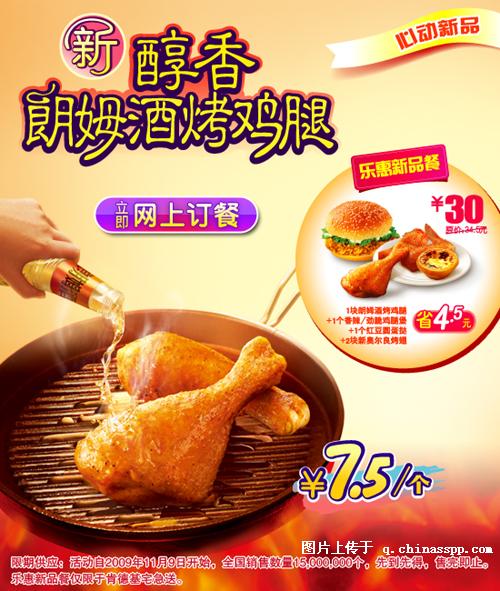 心动新品
新 醇香
朗姆酒烤鸡腿
立即 网上订餐
乐惠新品餐
¥30
豆价:34.5元
1块朗姆酒烤鸡腿
+1个香辣/劲脆鸡腿堡
+1个红豆圆蛋挞
+2块新奥尔良烤翅
省4.5元
¥7.5/个
图片上传于 q.chinasspp.com
限期供应：活动自2009年11月9日开始，全国销售数量15,000,000个，先到先得，售完即止。
乐惠新品餐仅限于肯德基宅急送。